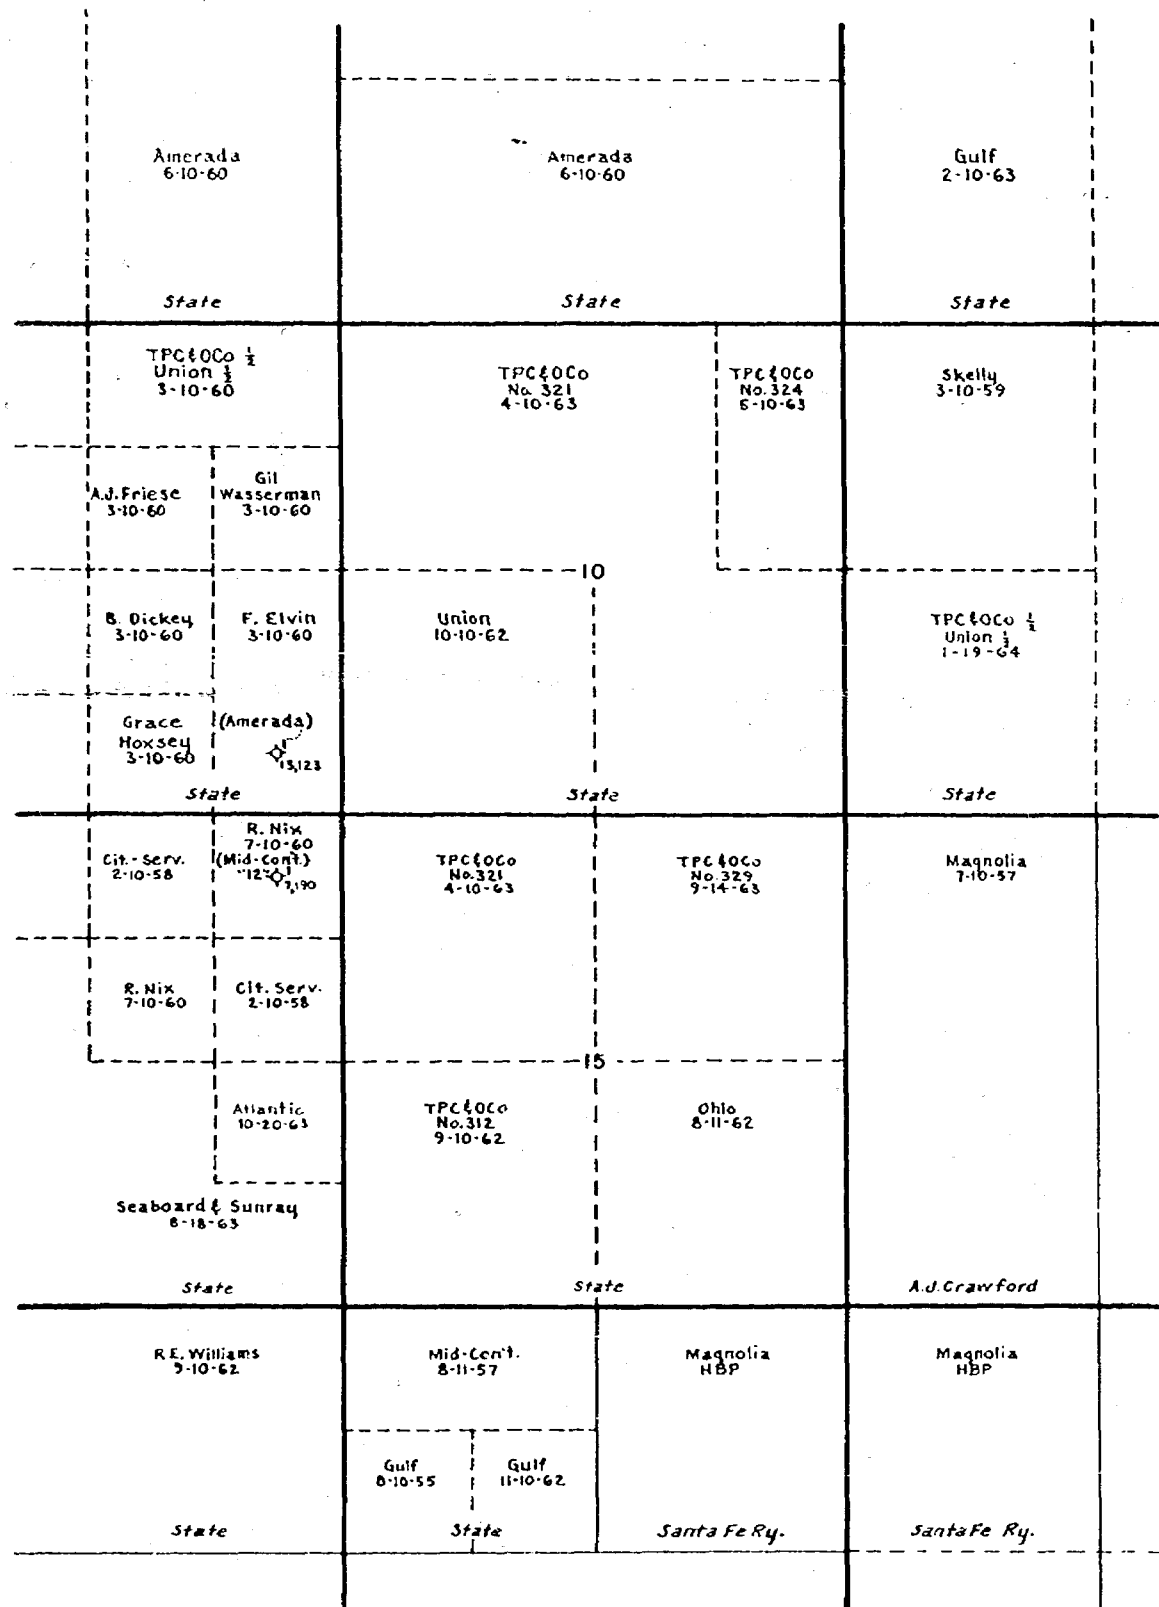 Amerada
6-10-60
State
Amerada
6-10-60
State
Gulf
2-10-63
State
TPC&OCo ½
Union ½
3-10-60
A.J. Friese
3-10-60
Gil
Wasserman
3-10-60
B. Dickey
3-10-60
F. Elvin
3-10-60
Grace
Hoxsey
3-10-60
(Amerada)
1
13,123
State
TPC&OCo
No. 321
4-10-63
TPC&OCo
No. 324
5-10-63
10
Union
10-10-62
State
Skelly
3-10-59
TPC&OCo ½
Union ½
1-19-64
State
Cit.-Serv.
2-10-58
R. Nix
7-10-60
(Mid-Cont.)
"12" 1
7,190
R. Nix
7-10-60
Cit. Serv.
2-10-58
Atlantic
10-20-63
Seaboard & Sunray
8-18-63
State
TPC&OCo
No. 321
4-10-63
TPC&OCo
No. 329
9-14-63
15
TPC&OCo
No. 312
9-10-62
Ohio
8-11-62
State
Magnolia
7-10-57
A.J. Crawford
R.E. Williams
9-10-62
State
Mid-Con't.
8-11-57
Gulf
8-10-55
Gulf
11-10-62
State
Magnolia
HBP
Santa Fe Ry.
Magnolia
HBP
Santa Fe Ry.